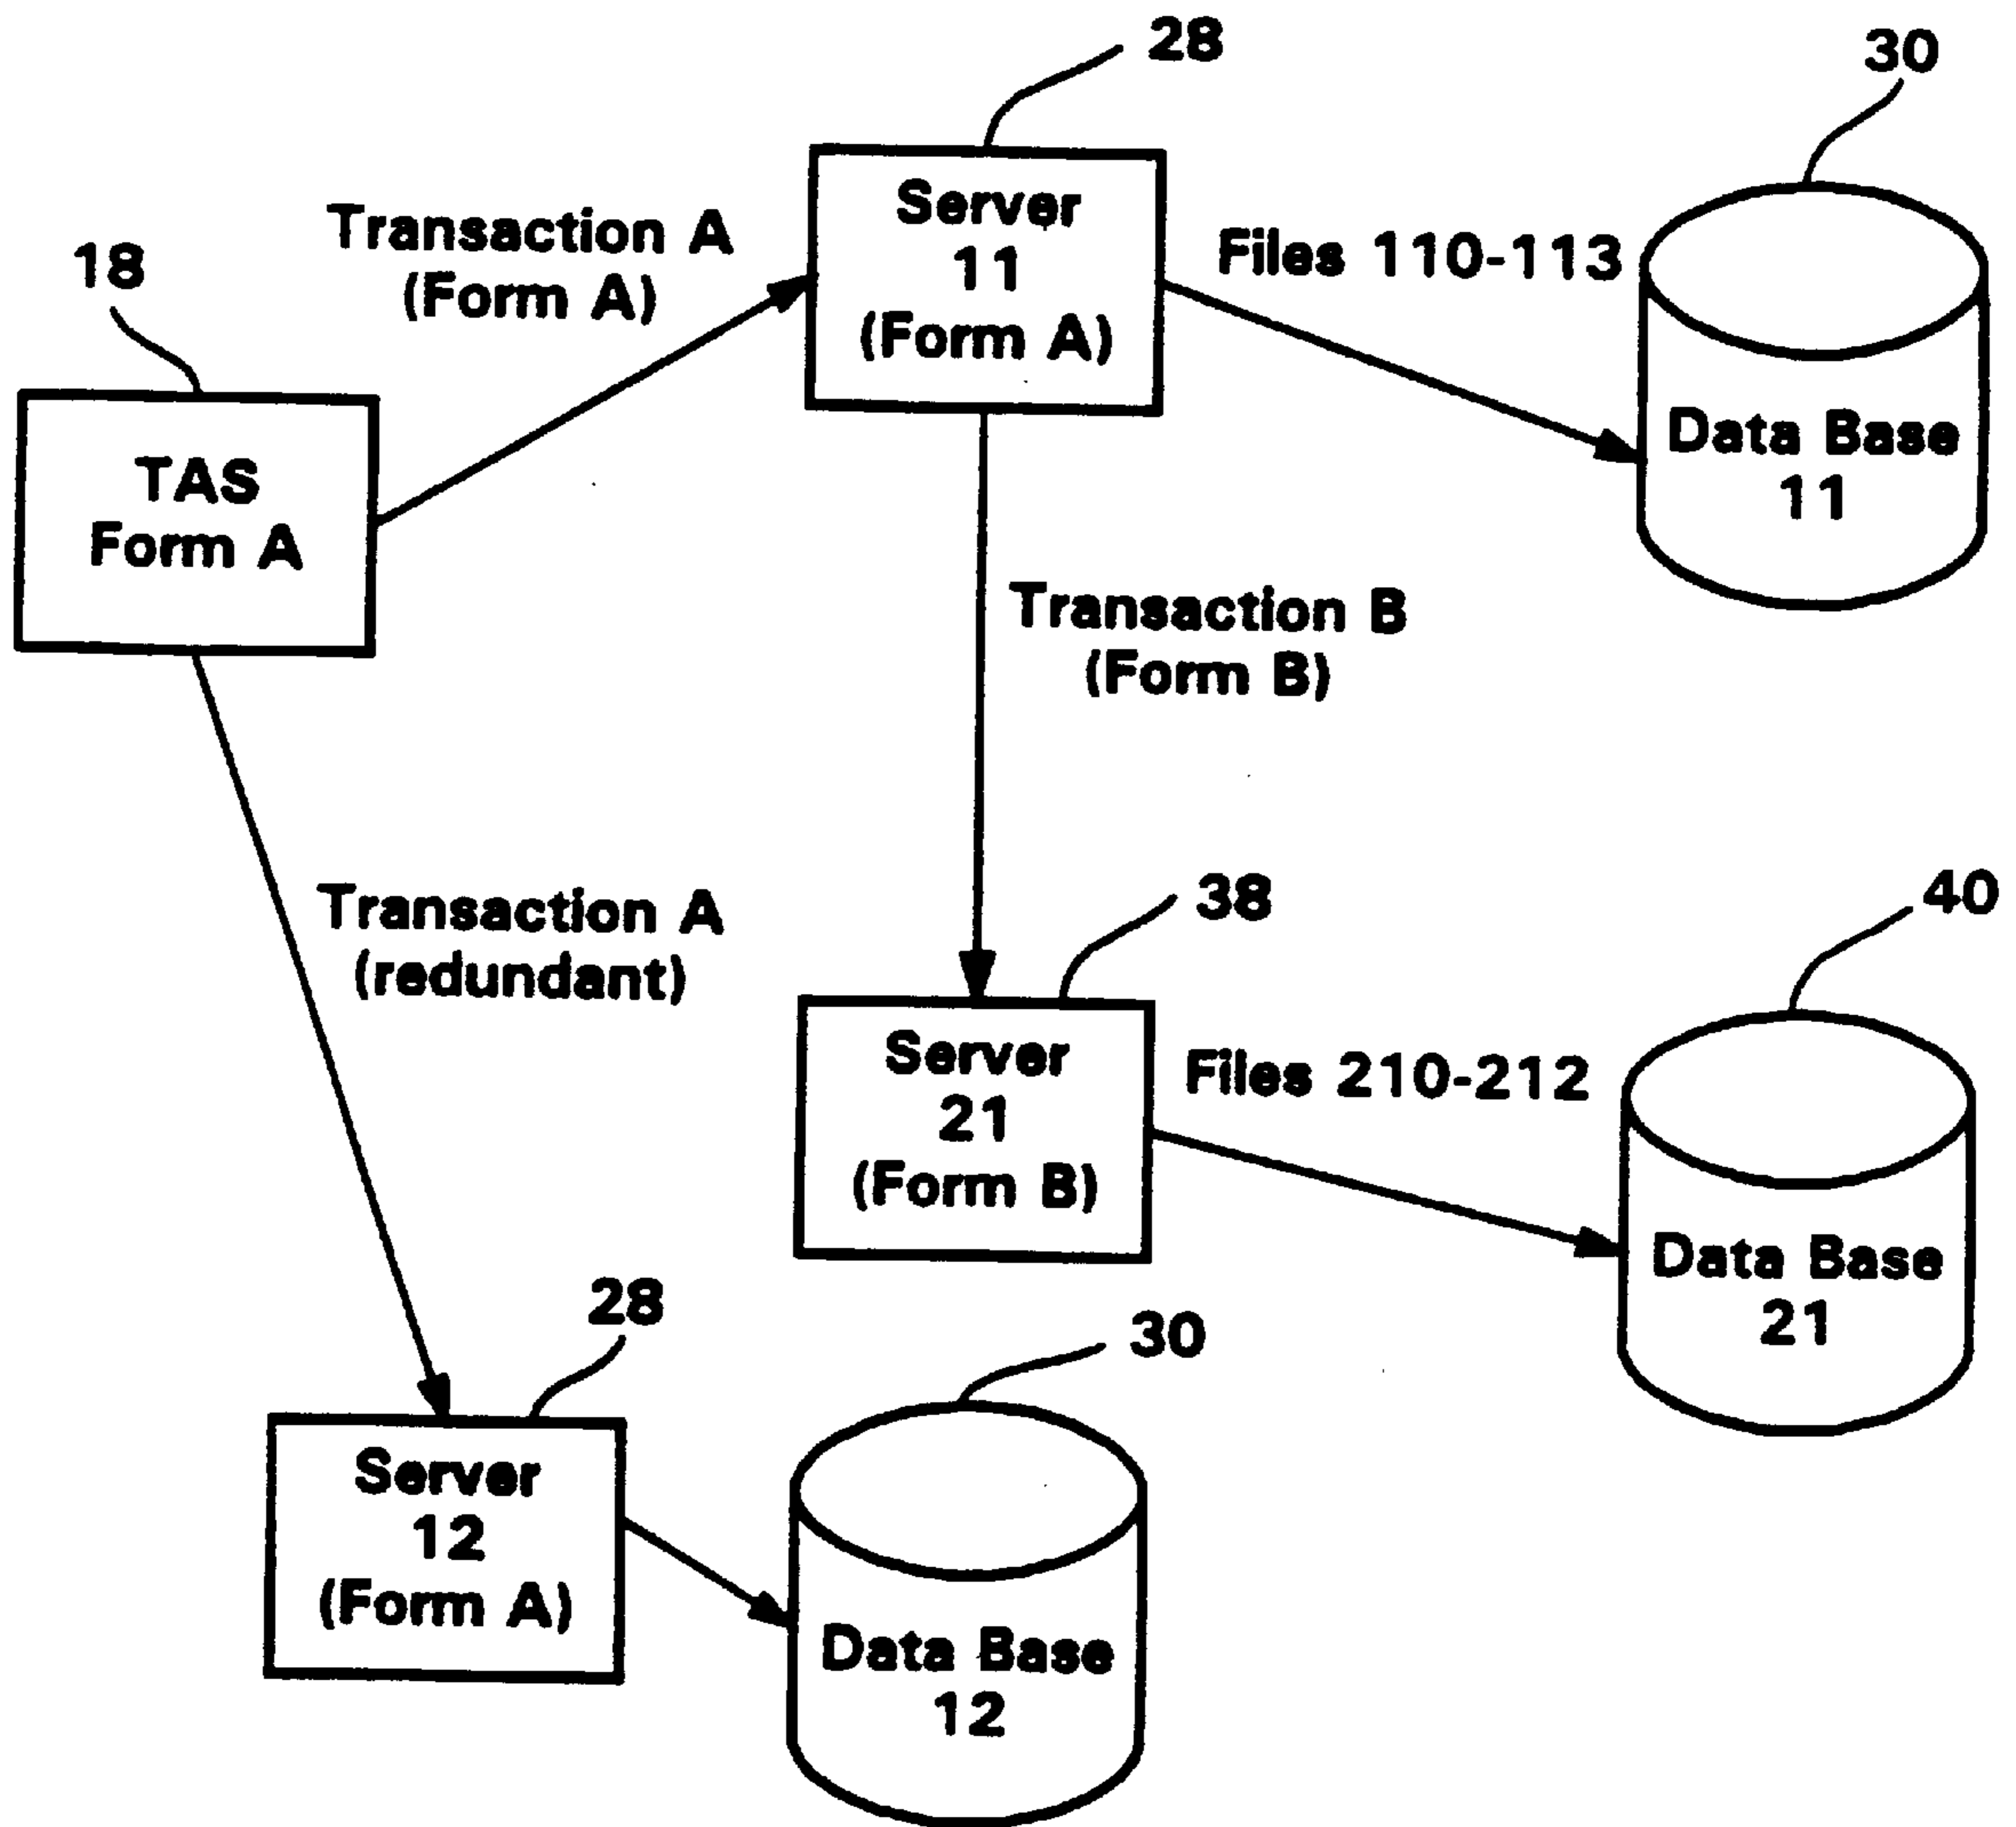 28
30
Server
11
(Form A)
Transaction A
(Form A)
Files 110-113
18
Data Base
11
TAS
Form A
Transaction B
(Form B)
Transaction A
(redundant)
38
40
Server
21
(Form B)
Files 210-212
Data Base
21
28
30
Server
12
(Form A)
Data Base
12